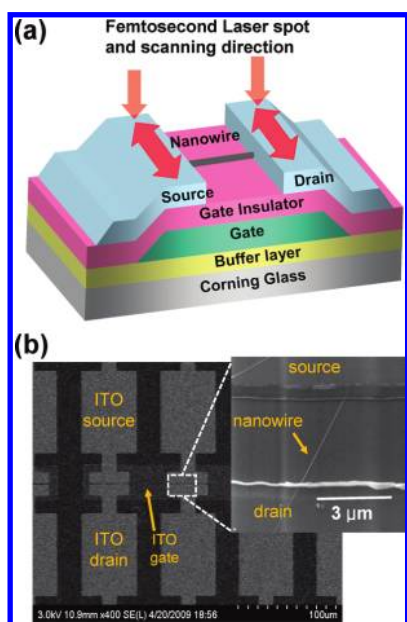 (a)
Femtosecond Laser spot
and scanning direction
Nanowire
Source
Drain
Gate Insulator
Gate
Buffer layer
Corning Glass
(b)
ITO
source
source
nanowire
ITO
drain
ITO
gate
drain
3 µm
3.0kV 10.9mm x400 SE(L) 4/20/2009 18:56
100um